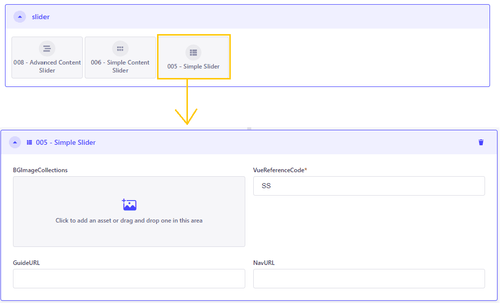 slider
008 - Advanced Content
Slider
006 - Simple Content
Slider
005 - Simple Slider
005 - Simple Slider
BGImageCollections
VueReferenceCode*
SS
Click to add an asset or drag and drop one in this area
GuideURL
NavURL